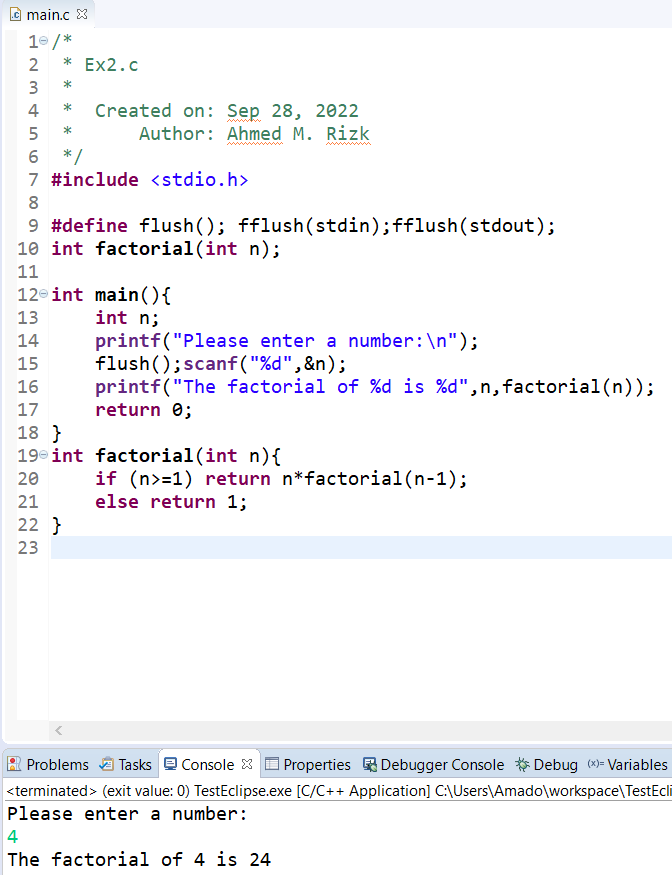 main.c
1 /*
2  * Ex2.c
3  *
4  *  Created on: Sep 28, 2022
5  *      Author: Ahmed M. Rizk
6  */
7 #include <stdio.h>
8
9 #define flush(); fflush(stdin);fflush(stdout);
10 int factorial(int n);
11
12 int main(){
13     int n;
14     printf("Please enter a number:\n");
15     flush();scanf("%d",&n);
16     printf("The factorial of %d is %d",n,factorial(n));
17     return 0;
18 }
19 int factorial(int n){
20     if (n>=1) return n*factorial(n-1);
21     else return 1;
22 }
23
Problems Tasks Console Properties Debugger Console Debug (x)= Variables
<terminated> (exit value: 0) TestEclipse.exe [C/C++ Application] C:\Users\Amado\workspace\TestEcli
Please enter a number:
4
The factorial of 4 is 24